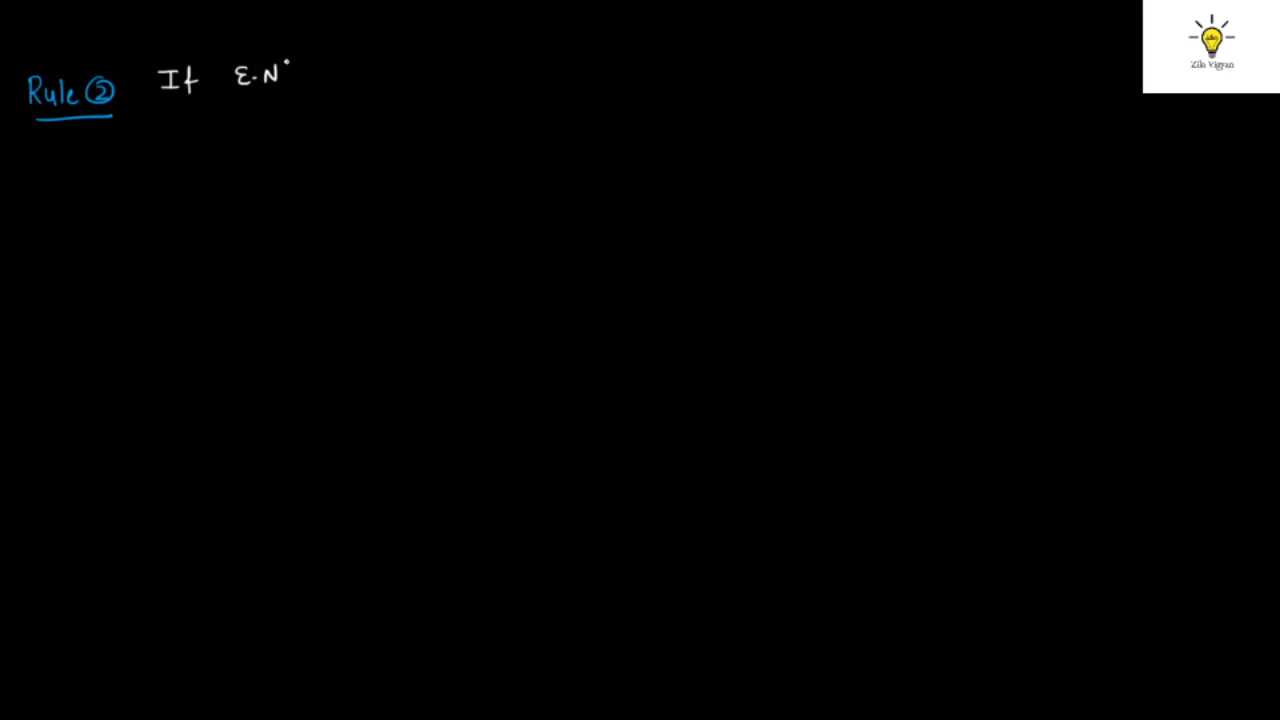 Rule ② If E.N.
Zila Vigyan